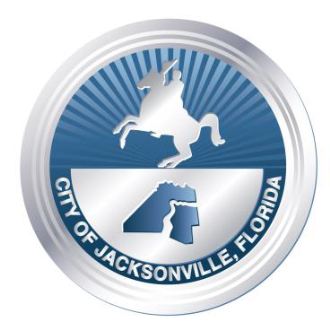 CITY OF JACKSONVILLE, FLORIDA